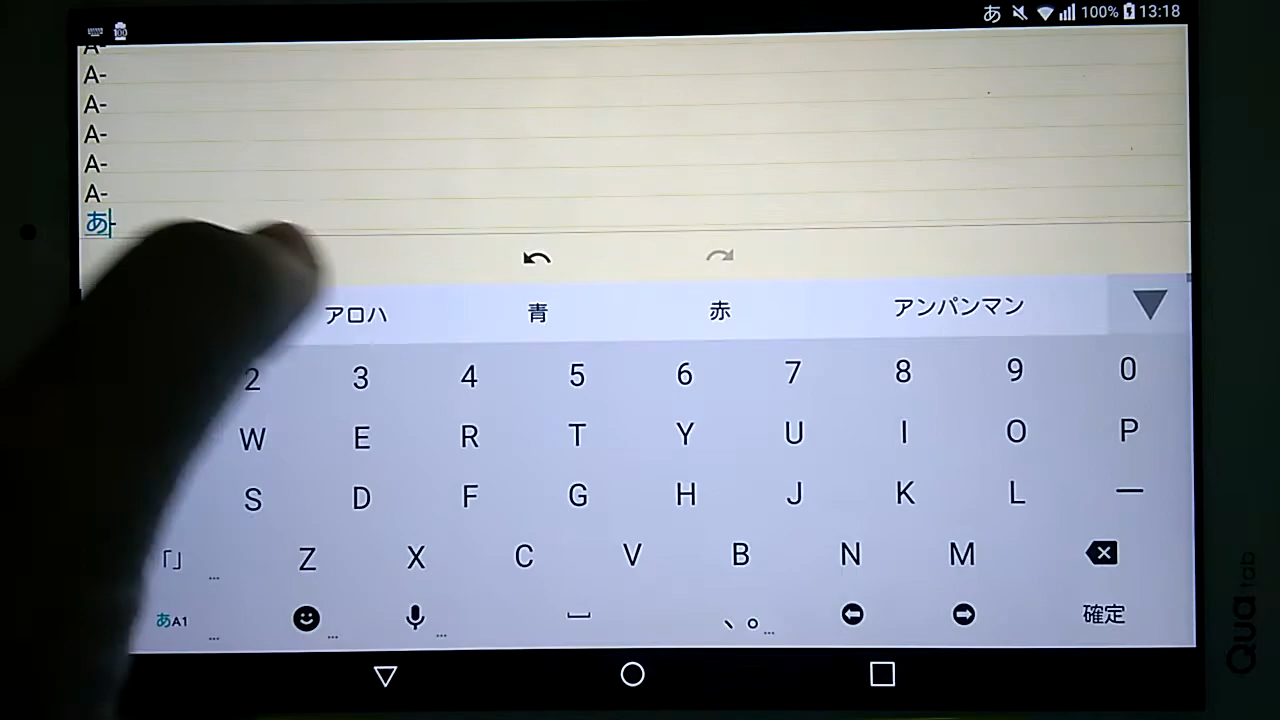 あ 100% 13:18
100
A-
A-
A-
A-
A-
A-
あ-
アロハ 青 赤 アンパンマン
2 3 4 5 6 7 8 9 0
W E R T Y U I O P
S D F G H J K L ー
「」 ... Z X C V B N M
あA1 ... ... ... 、。... 確定
Qua tab